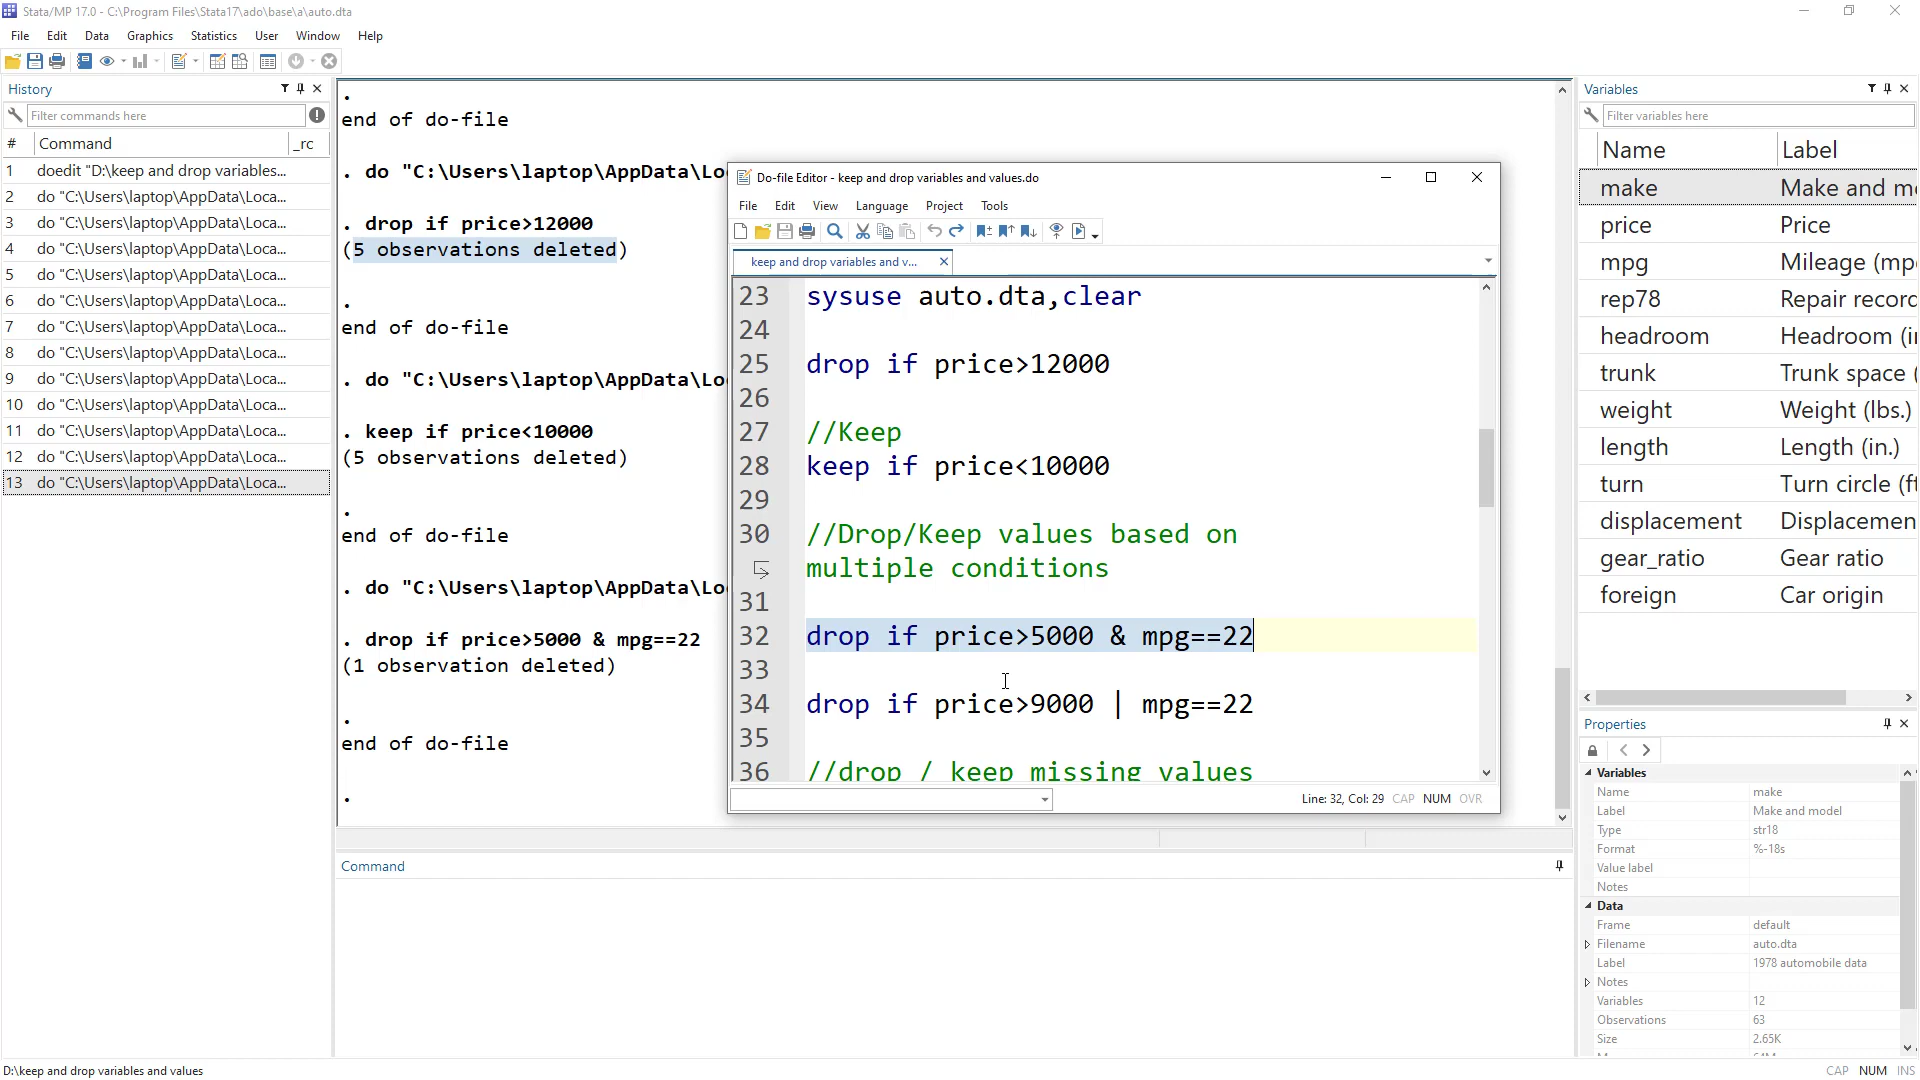 Stata/MP 17.0 - C:\Program Files\Stata17\ado\base\a\auto.dta
File Edit Data Graphics Statistics User Window Help
History
Filter commands here
# Command _rc
1 doedit "D:\keep and drop variables...
2 do "C:\Users\laptop\AppData\Loca...
3 do "C:\Users\laptop\AppData\Loca...
4 do "C:\Users\laptop\AppData\Loca...
5 do "C:\Users\laptop\AppData\Loca...
6 do "C:\Users\laptop\AppData\Loca...
7 do "C:\Users\laptop\AppData\Loca...
8 do "C:\Users\laptop\AppData\Loca...
9 do "C:\Users\laptop\AppData\Loca...
10 do "C:\Users\laptop\AppData\Loca...
11 do "C:\Users\laptop\AppData\Loca...
12 do "C:\Users\laptop\AppData\Loca...
13 do "C:\Users\laptop\AppData\Loca...
.
end of do-file
. do "C:\Users\laptop\AppData\Lo
. drop if price>12000
(5 observations deleted)
.
end of do-file
. do "C:\Users\laptop\AppData\Lo
. keep if price<10000
(5 observations deleted)
.
end of do-file
. do "C:\Users\laptop\AppData\Lo
. drop if price>5000 & mpg==22
(1 observation deleted)
.
end of do-file
.
Command
Do-file Editor - keep and drop variables and values.do
File Edit View Language Project Tools
keep and drop variables and v...
23 sysuse auto.dta,clear
24
25 drop if price>12000
26
27 //Keep
28 keep if price<10000
29
30 //Drop/Keep values based on
multiple conditions
31
32 drop if price>5000 & mpg==22
33
34 drop if price>9000 | mpg==22
35
36 //drop / keep missing values
Line: 32, Col: 29 CAP NUM OVR
Variables
Filter variables here
Name Label
make Make and m
price Price
mpg Mileage (mp
rep78 Repair record
headroom Headroom (i
trunk Trunk space (
weight Weight (lbs.)
length Length (in.)
turn Turn circle (f
displacement Displacemen
gear_ratio Gear ratio
foreign Car origin
Properties
Variables
Name make
Label Make and model
Type str18
Format %-18s
Value label
Notes
Data
Frame default
Filename auto.dta
Label 1978 automobile data
Notes
Variables 12
Observations 63
Size 2.65K
D:\keep and drop variables and values
CAP NUM INS